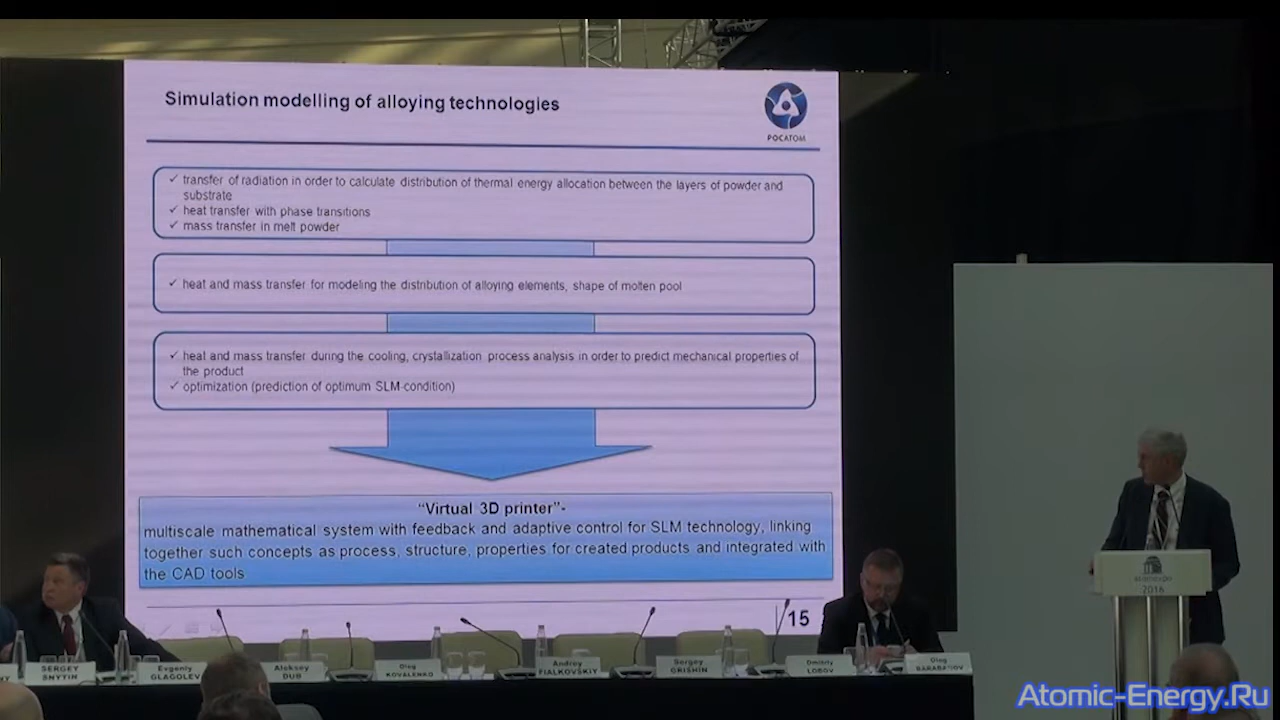 Simulation modelling of alloying technologies
РОСАТОМ
✓ transfer of radiation in order to calculate distribution of thermal energy allocation between the layers of powder and
substrate
✓ heat transfer with phase transitions
✓ mass transfer in melt powder
✓ heat and mass transfer for modeling the distribution of alloying elements, shape of molten pool
✓ heat and mass transfer during the cooling, crystallization process analysis in order to predict mechanical properties of
the product
✓ optimization (prediction of optimum SLM-condition)
“Virtual 3D printer”-
multiscale mathematical system with feedback and adaptive control for SLM technology, linking
together such concepts as process, structure, properties for created products and integrated with
the CAD tools
15
2016
SERGEY
SNYTIN
Evgeniy
GLAGOLEV
Aleksey
DUB
Oleg
KOVALENKO
Andrey
FIALKOVSKIY
Sergey
GRISHIN
Dmitriy
Oleg
Atomic-Energy.Ru